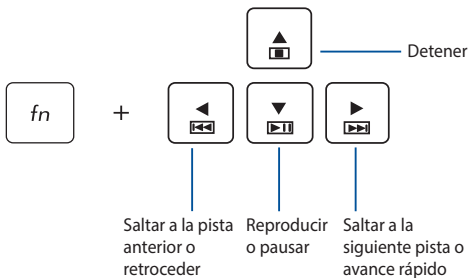 Detener
fn +
Saltar a la pista
anterior o
retroceder
Reproducir
o pausar
Saltar a la
siguiente pista o
avance rápido